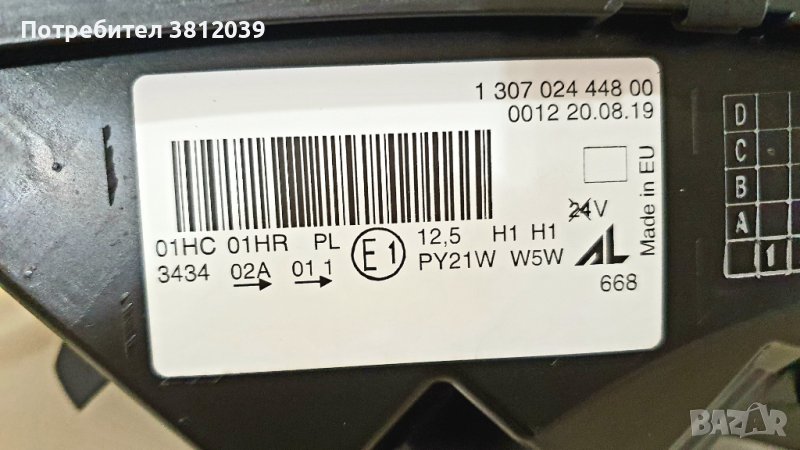 Потребител 3812039
1 307 024 448 00
0012 20.08.19
D
C
B
A
1
Made in EU
24V
01HC 01HR PL E1 12,5 H1 H1
3434 02A 01 1 PY21W W5W AL
668
BAZAR